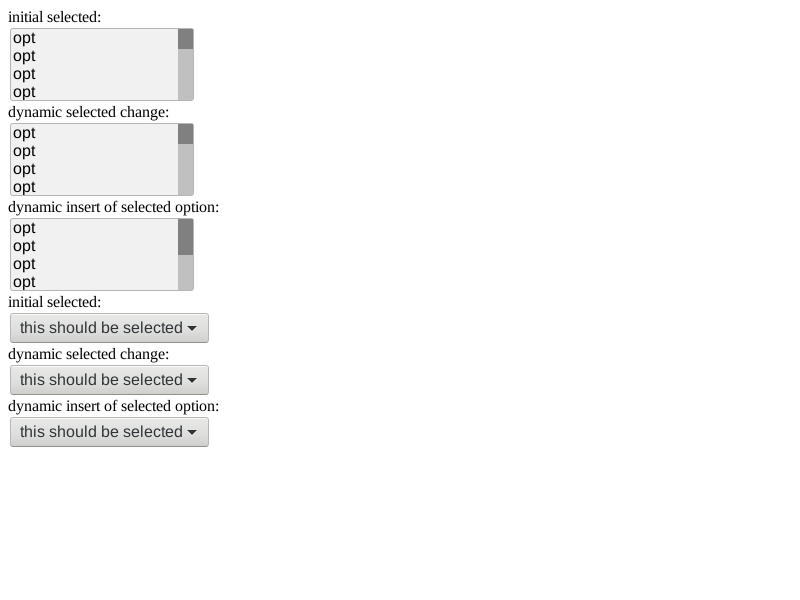 initial selected:
opt
opt
opt
opt
dynamic selected change:
opt
opt
opt
opt
dynamic insert of selected option:
opt
opt
opt
opt
initial selected:
this should be selected
dynamic selected change:
this should be selected
dynamic insert of selected option:
this should be selected